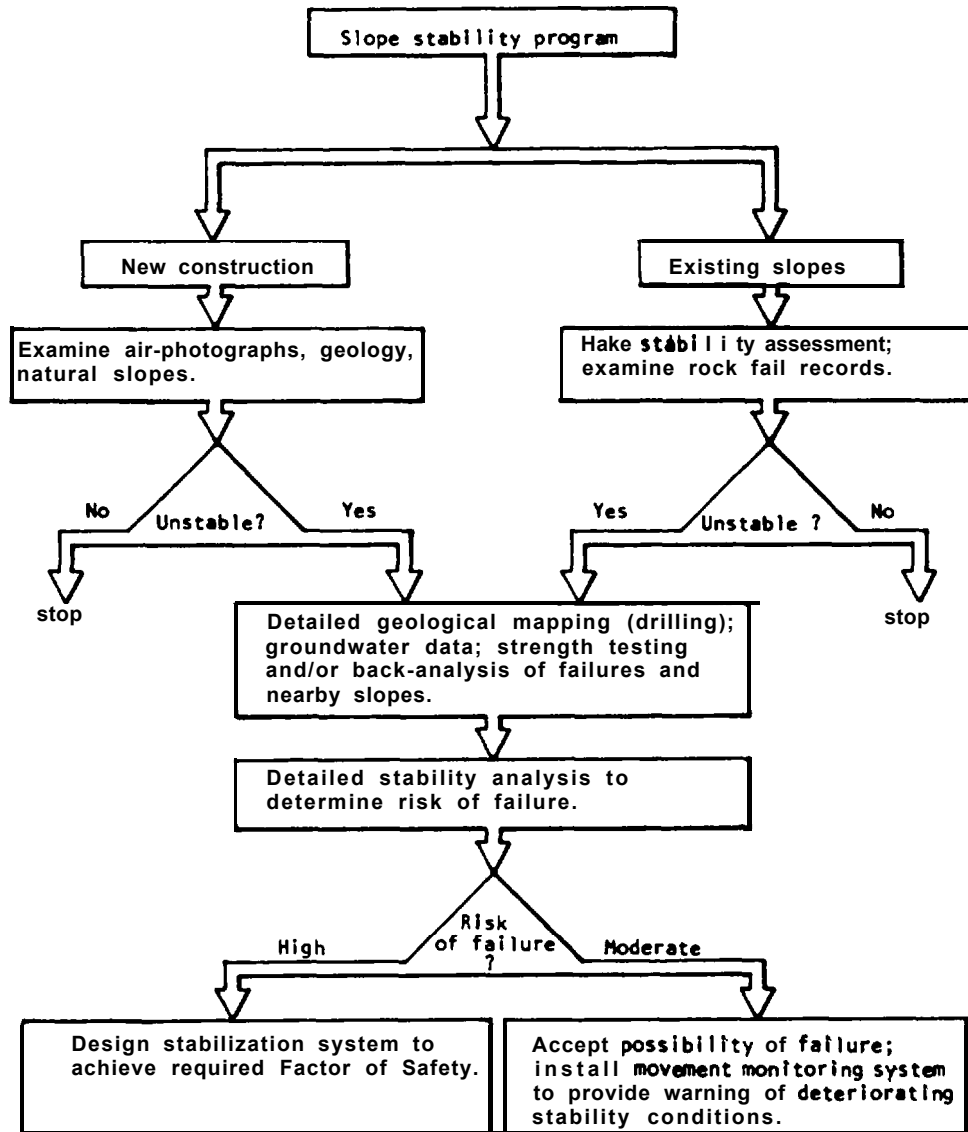 Slope stability program
New construction
Existing slopes
Examine air-photographs, geology,
natural slopes.
Hake stability assessment;
examine rock fail records.
No
Unstable?
Yes
Yes
Unstable ?
No
stop
stop
Detailed geological mapping (drilling);
groundwater data; strength testing
and/or back-analysis of failures and
nearby slopes.
Detailed stability analysis to
determine risk of failure.
Risk
of failure
?
High
Moderate
Design stabilization system to
achieve required Factor of Safety.
Accept possibility of failure;
install movement monitoring system
to provide warning of deteriorating
stability conditions.